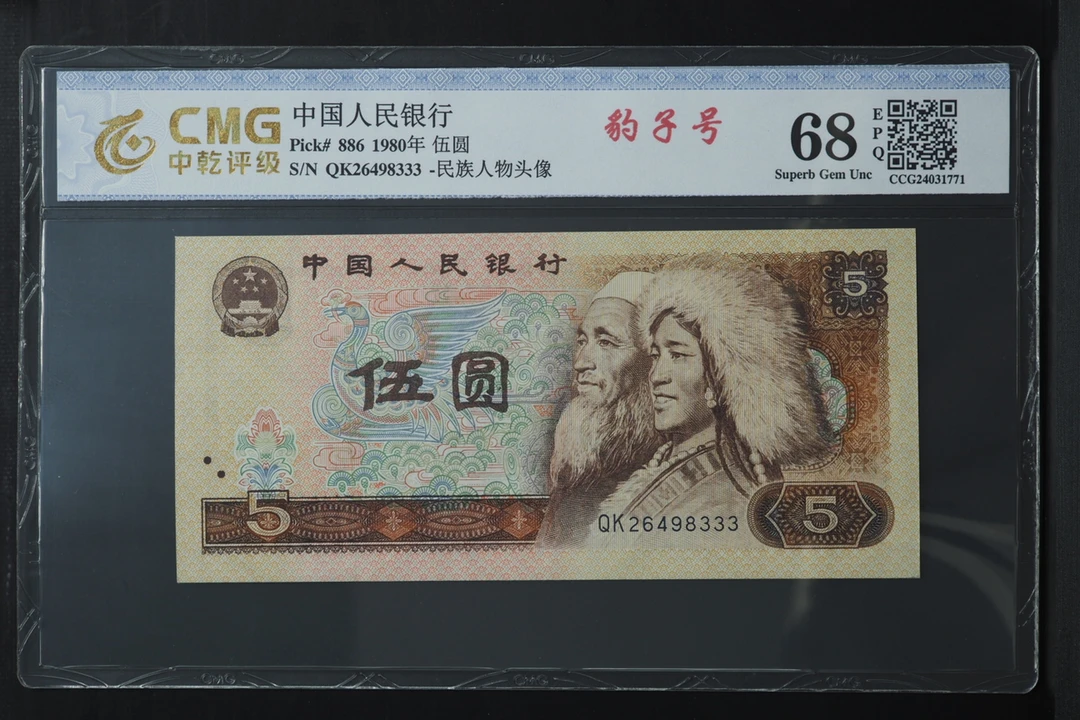 CMG
中乾评级
中国人民银行
Pick# 886 1980年 伍圆
S/N QK26498333 -民族人物头像
豹子号
68
EPQ
Superb Gem Unc
CCG24031771
中国人民银行
5
伍圆
5
QK26498333
5